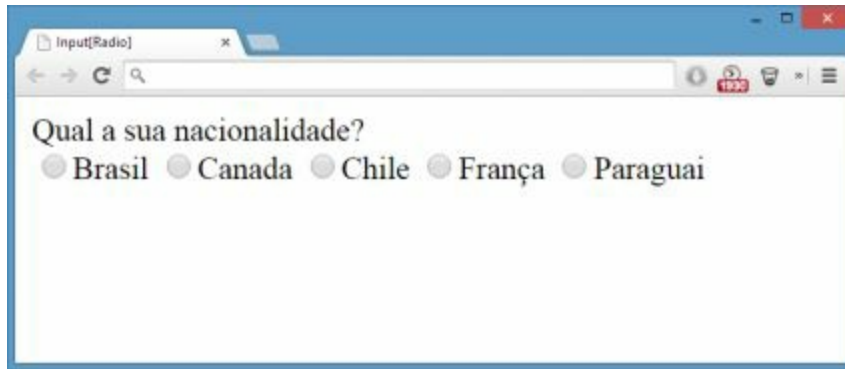 Input[Radio]
Qual a sua nacionalidade?
Brasil Canada Chile França Paraguai